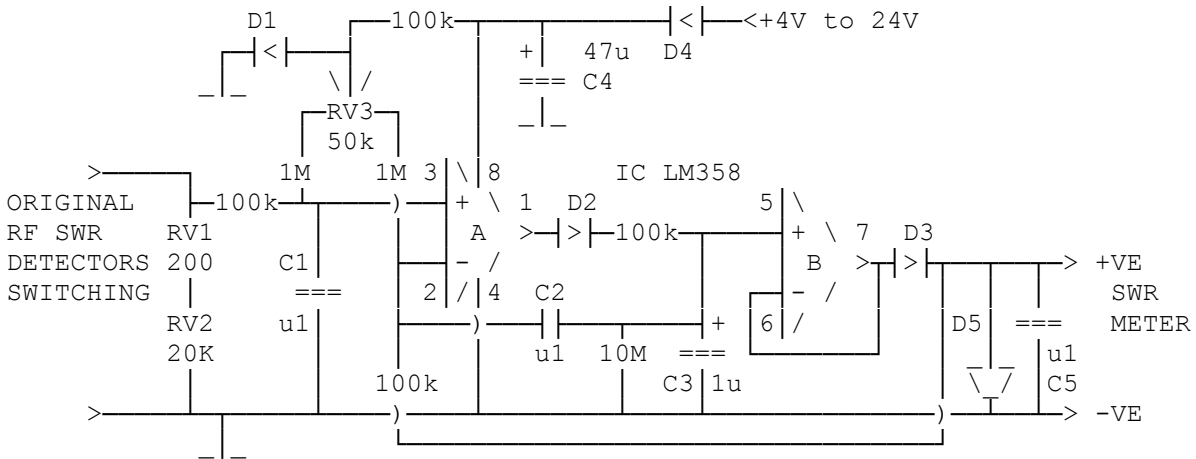 D1 100k <+4V to 24V
+ 47u D4
C4
RV3
50k
> 1M 1M 3 8 IC LM358
ORIGINAL 100k + 1 D2 5
RF SWR RV1 A > 100k + 7 D3
DETECTORS 200 C1 - B > > +VE
SWITCHING 2 4 C2 - SWR
RV2 u1 + 6 D5 METER
20K u1 10M u1
100k C3 1u C5
> > -VE